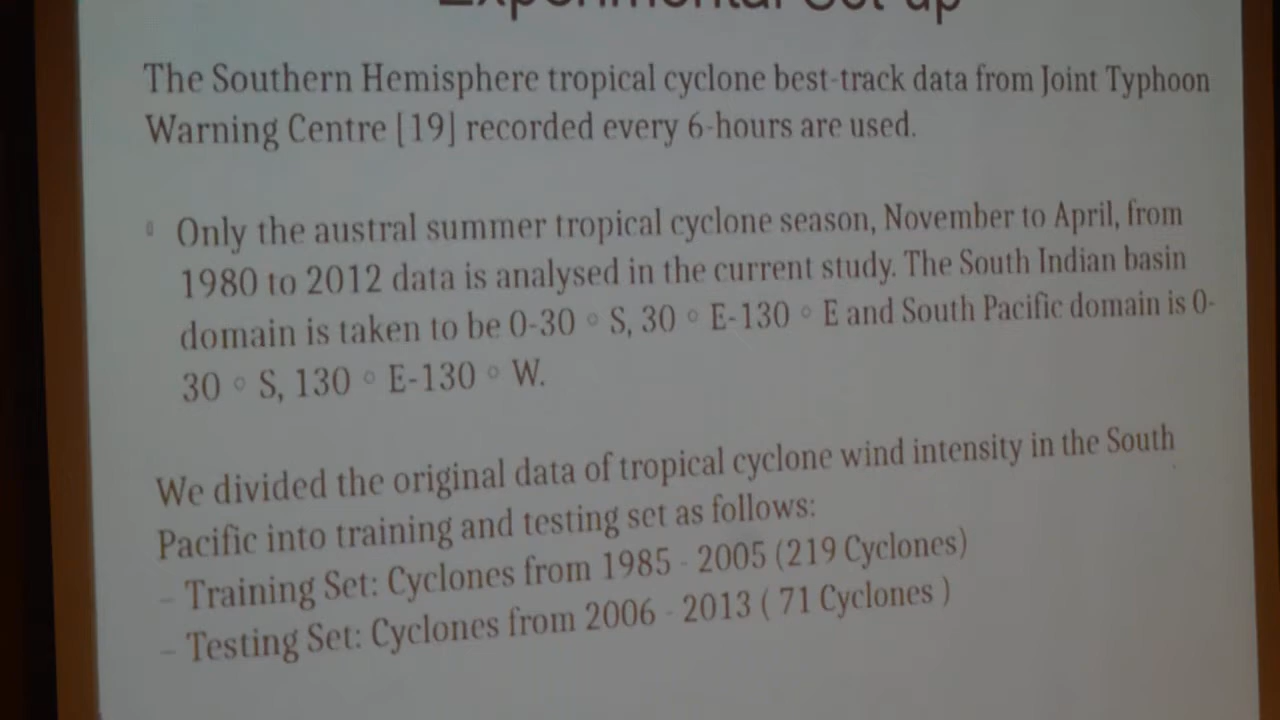 Experimental Set-up
The Southern Hemisphere tropical cyclone best-track data from Joint Typhoon
Warning Centre [19] recorded every 6-hours are used.
Only the austral summer tropical cyclone season, November to April, from
1980 to 2012 data is analysed in the current study. The South Indian basin
domain is taken to be 0-30 ° S, 30 ° E-130 ° E and South Pacific domain is 0-
30 ° S, 130 ° E-130 ° W.
We divided the original data of tropical cyclone wind intensity in the South
Pacific into training and testing set as follows:
– Training Set: Cyclones from 1985 - 2005 (219 Cyclones)
– Testing Set: Cyclones from 2006 - 2013 ( 71 Cyclones )